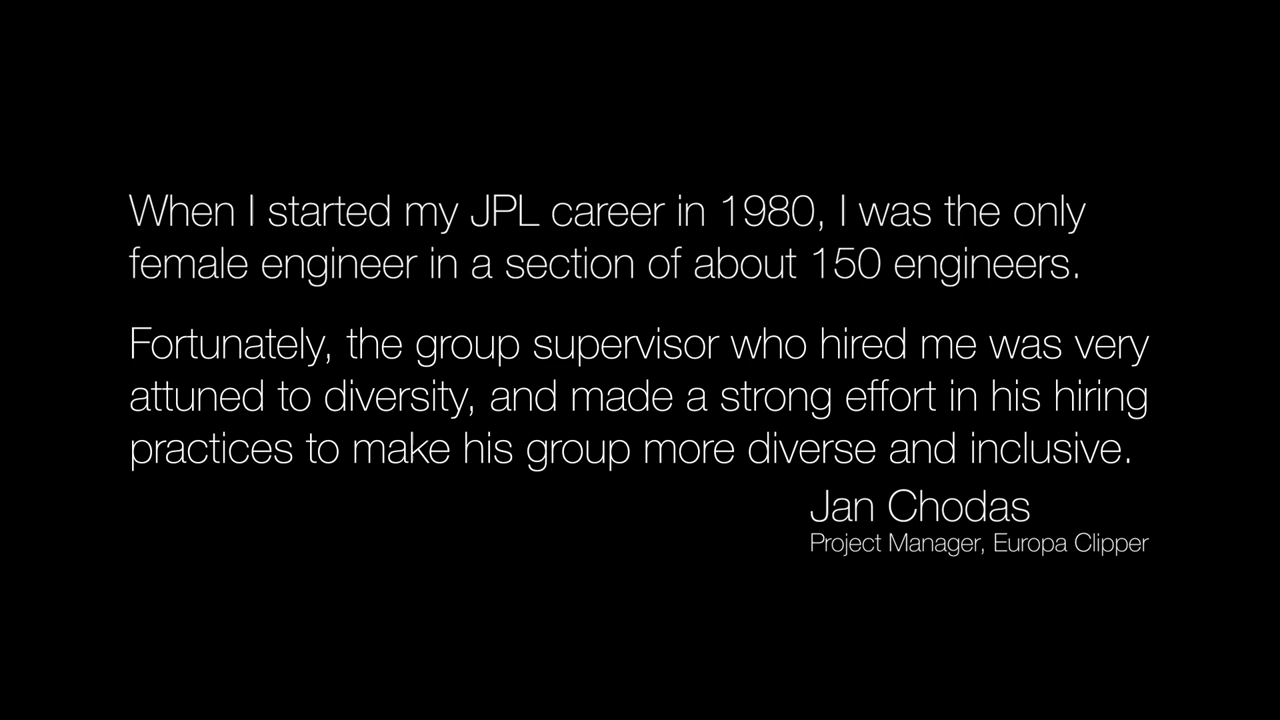 When I started my JPL career in 1980, I was the only
female engineer in a section of about 150 engineers.
Fortunately, the group supervisor who hired me was very
attuned to diversity, and made a strong effort in his hiring
practices to make his group more diverse and inclusive.
Jan Chodas
Project Manager, Europa Clipper